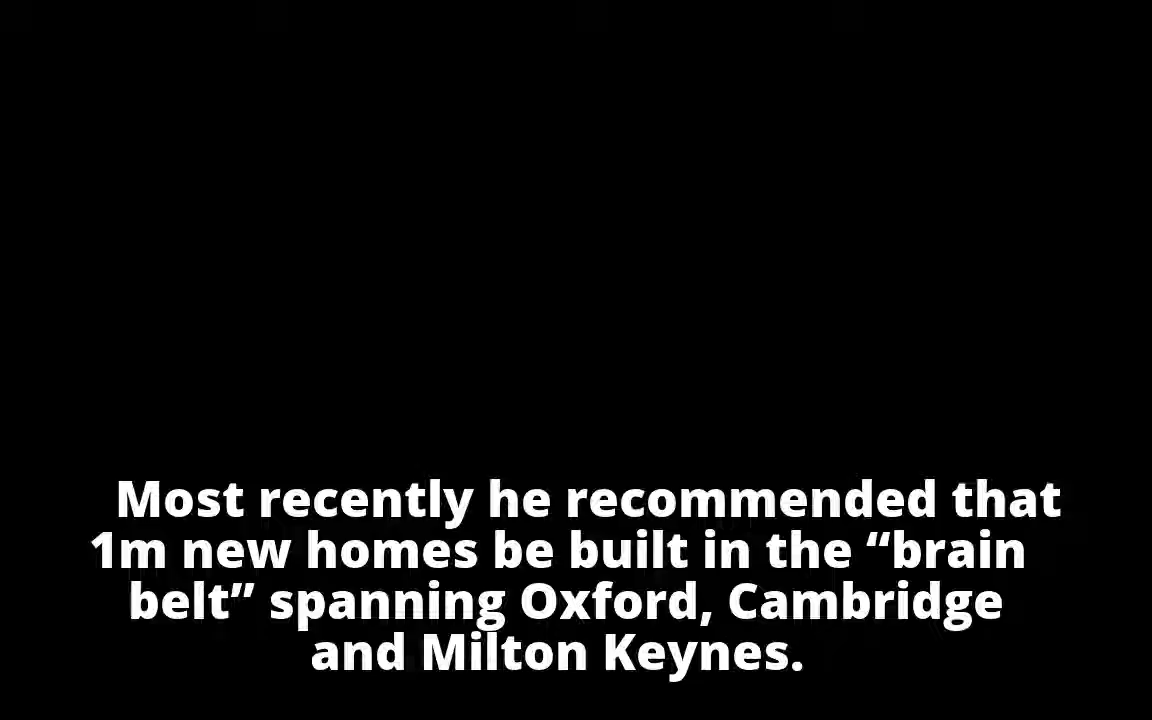 Most recently he recommended that
1m new homes be built in the “brain
belt” spanning Oxford, Cambridge
and Milton Keynes.